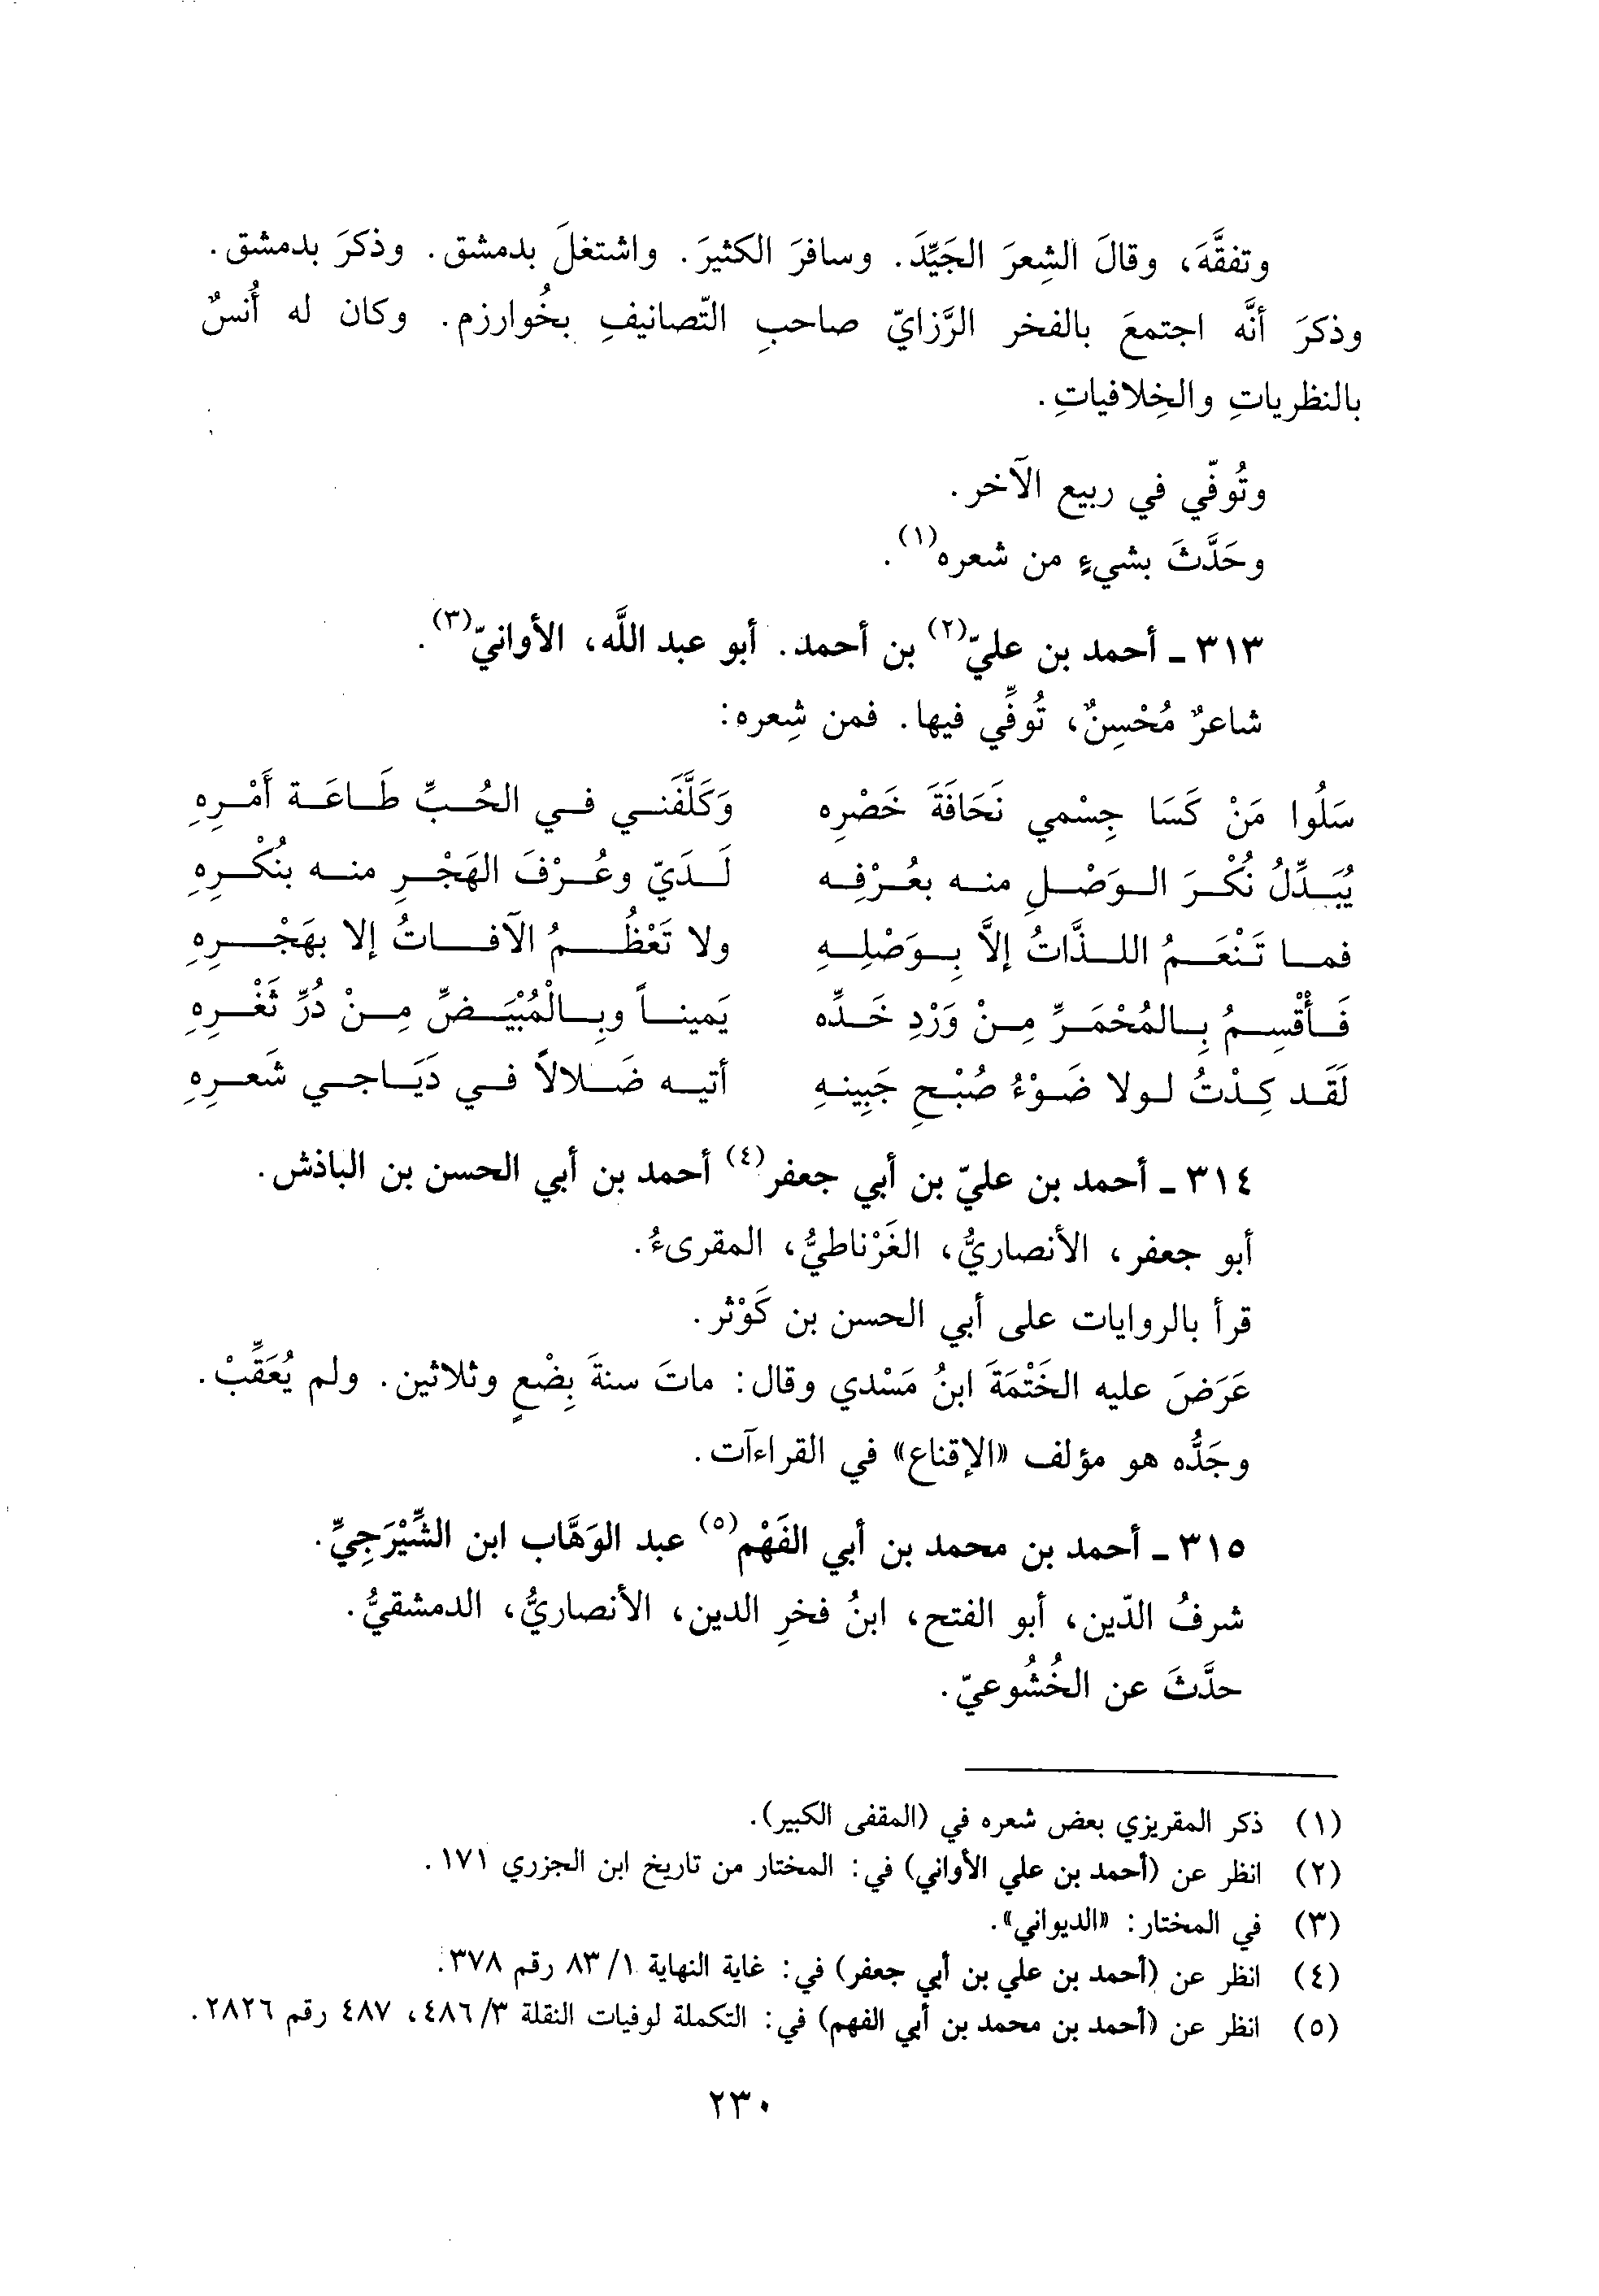 وتفقَّهَ، وقالَ الشِعرَ الجَيِّدَ. وسافرَ الكثيرَ. واشتغلَ بدمشق. وذكرَ بدمشق.
وذكرَ أنَّه اجتمعَ بالفخر الرَّزايّ صاحبِ التّصانيفِ بخُوارزم. وكان له أُنسٌ
بالنظرياتِ والخِلافياتِ.
وتُوفّي في ربيع الآخر.
وحَدَّثَ بشيءٍ من شعره(١).
٣١٣ ـ أحمد بن عليّ(٢) بن أحمد. أبو عبد اللَّه، الأوانيّ(٣).
شاعرٌ مُحْسِنٌ، تُوفِّي فيها. فمن شِعره:
سَلُوا مَنْ كَسَا جِسْمي نَحَافَةَ خَصْرِه وَكَلَّفَني في الحُبِّ طَاعَة أَمْرِهِ
يُبَدِّلُ نُكْرَ الوَصْلِ منه بعُرْفِه لَدَيّ وعُرْفَ الهَجْرِ منه بنُكْرِهِ
فما تَنْعَمُ اللذَّاتُ إلاَّ بِوَصْلِهِ ولا تَعْظُمُ الآفاتُ إلا بهَجْرِهِ
فَأُقْسِمُ بِالمُحْمَرِّ مِنْ وَرْدِ خَدِّه يَميناً وبِالْمُبْيَضِّ مِنْ دُرِّ ثَغْرِهِ
لَقَد كِدْتُ لولا ضَوْءُ صُبْحِ جَبِينهِ أتيه ضَلالاً في دَيَاجي شَعرِهِ
٣١٤ ـ أحمد بن عليّ بن أبي جعفر(٤) أحمد بن أبي الحسن بن الباذش.
أبو جعفر، الأنصاريُّ، الغَرْناطيُّ، المقرىءُ.
قرأ بالروايات على أبي الحسن بن كَوْثر.
عَرَضَ عليه الخَتْمَةَ ابنُ مَسْدي وقال: ماتَ سنةَ بِضْعٍ وثلاثين. ولم يُعَقِّبْ.
وجَدُّه هو مؤلف «الإقناع» في القراءآت.
٣١٥ ـ أحمد بن محمد بن أبي الفَهْم(٥) عبد الوَهَّاب ابن الشِّيْرَجِيِّ.
شرفُ الدّين، أبو الفتح، ابنُ فخرِ الدين، الأنصاريُّ، الدمشقيُّ.
حدَّثَ عن الخُشُوعيّ.
(١) ذكر المقريزي بعض شعره في (المقفى الكبير).
(٢) انظر عن (أحمد بن علي الأواني) في: المختار من تاريخ ابن الجزري ١٧١.
(٣) في المختار: «الديواني».
(٤) انظر عن (أحمد بن علي بن أبي جعفر) في: غاية النهاية ١/ ٨٣ رقم ٣٧٨.
(٥) انظر عن (أحمد بن محمد بن أبي الفهم) في: التكملة لوفيات النقلة ٣/ ٤٨٦، ٤٨٧ رقم ٢٨٢٦.
٢٣٠